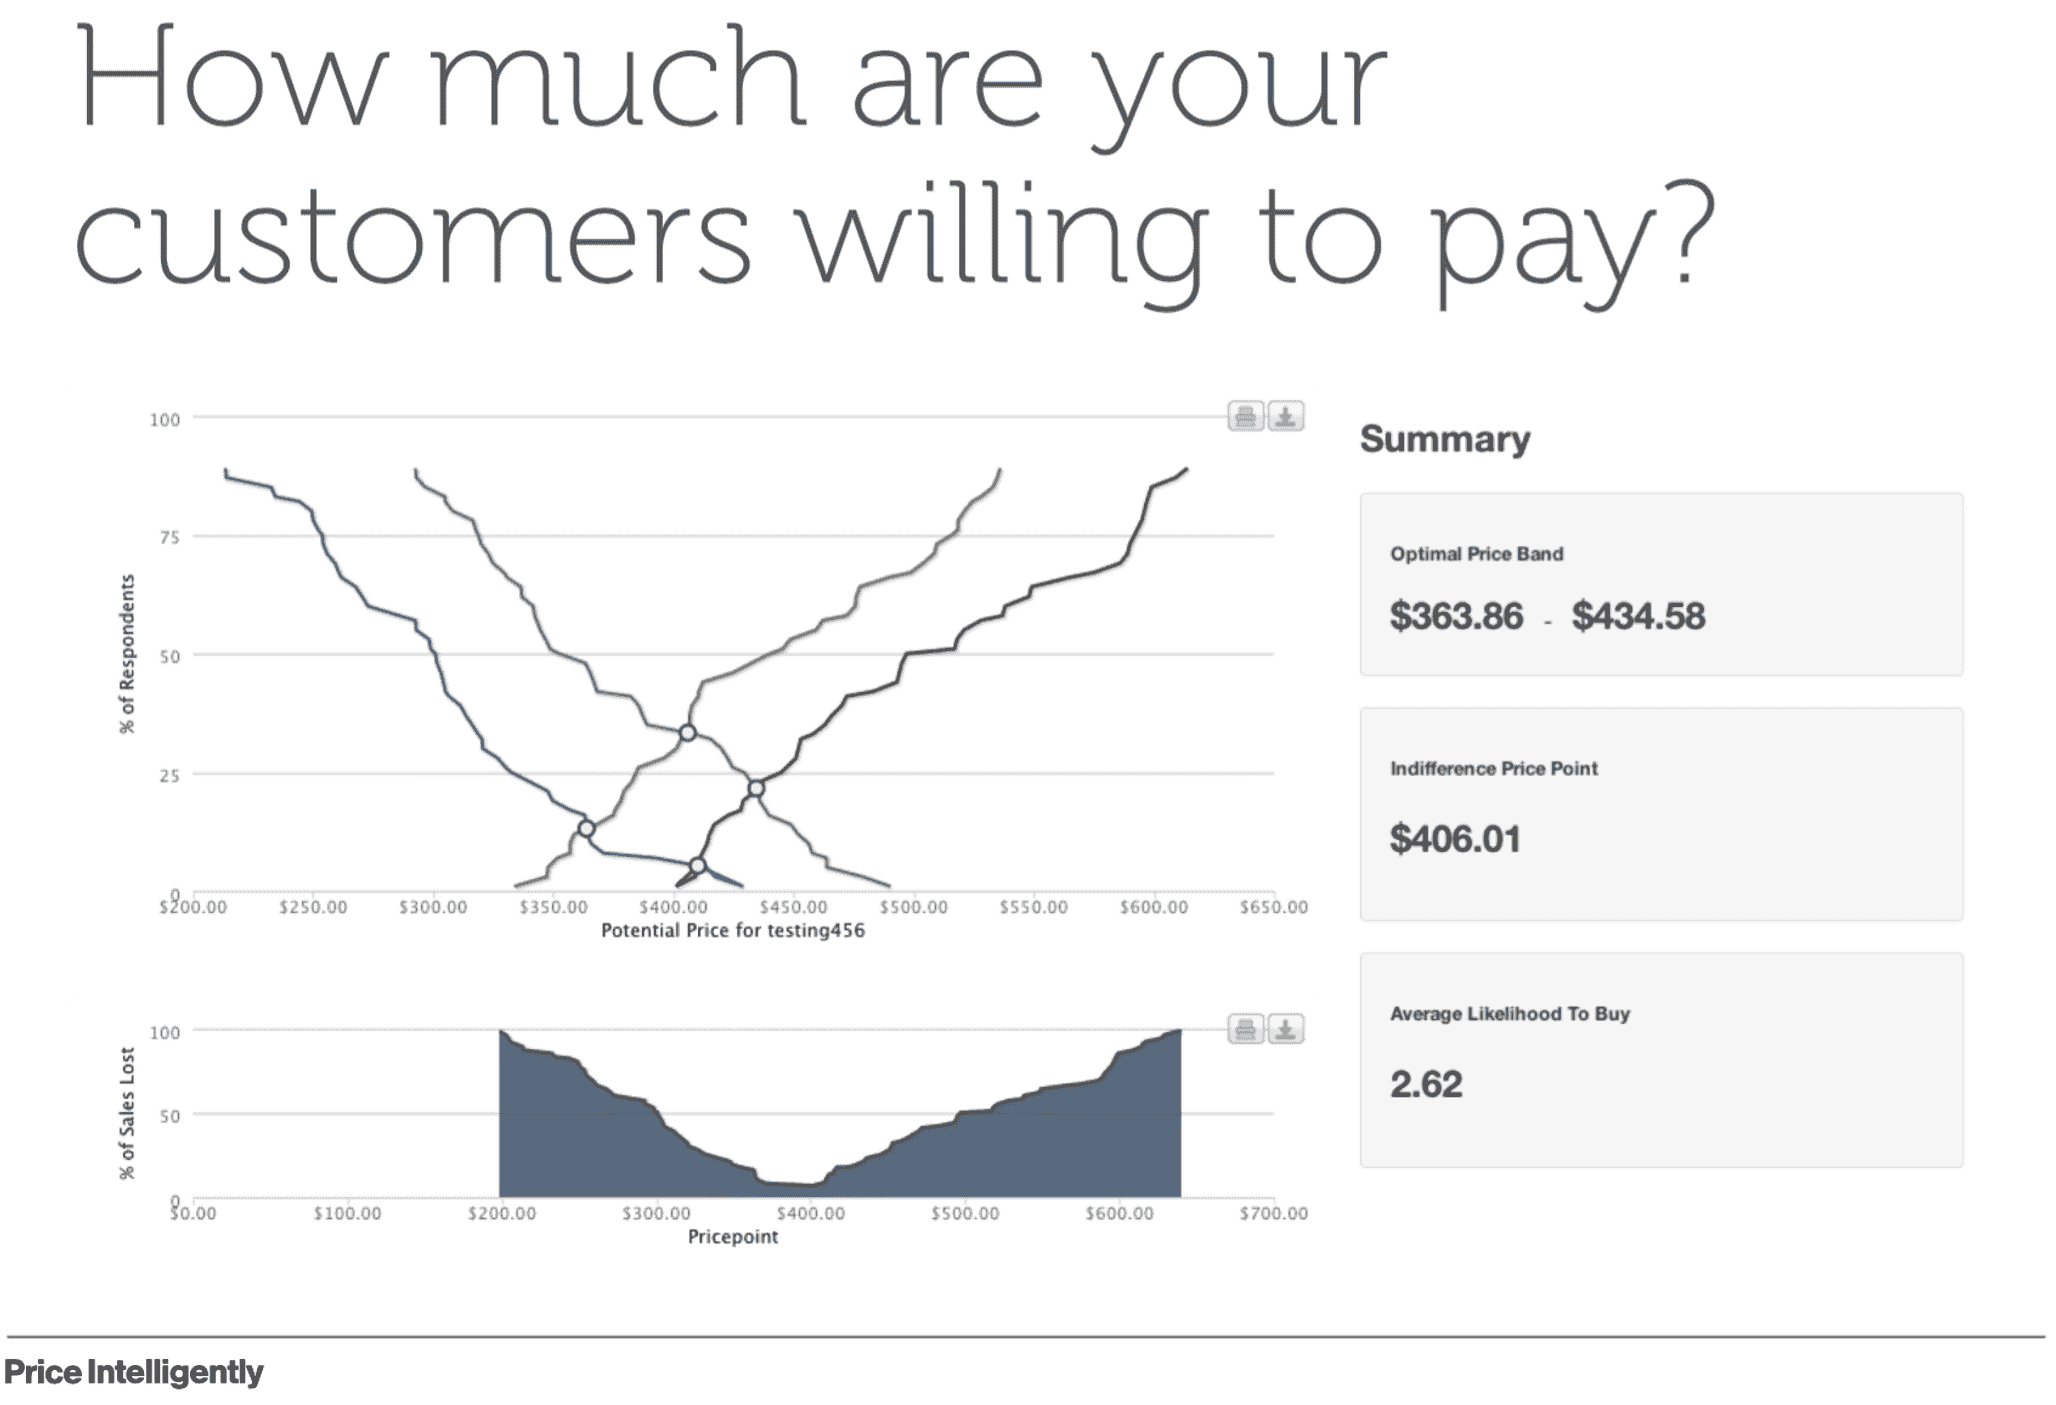 How much are your
customers willing to pay?
100
75
50
25
0
% of Respondents
$200.00 $250.00 $300.00 $350.00 $400.00 $450.00 $500.00 $550.00 $600.00 $650.00
Potential Price for testing456
100
50
0
% of Sales Lost
$0.00 $100.00 $200.00 $300.00 $400.00 $500.00 $600.00 $700.00
Pricepoint
Summary
Optimal Price Band
$363.86 - $434.58
Indifference Price Point
$406.01
Average Likelihood To Buy
2.62
Price Intelligently